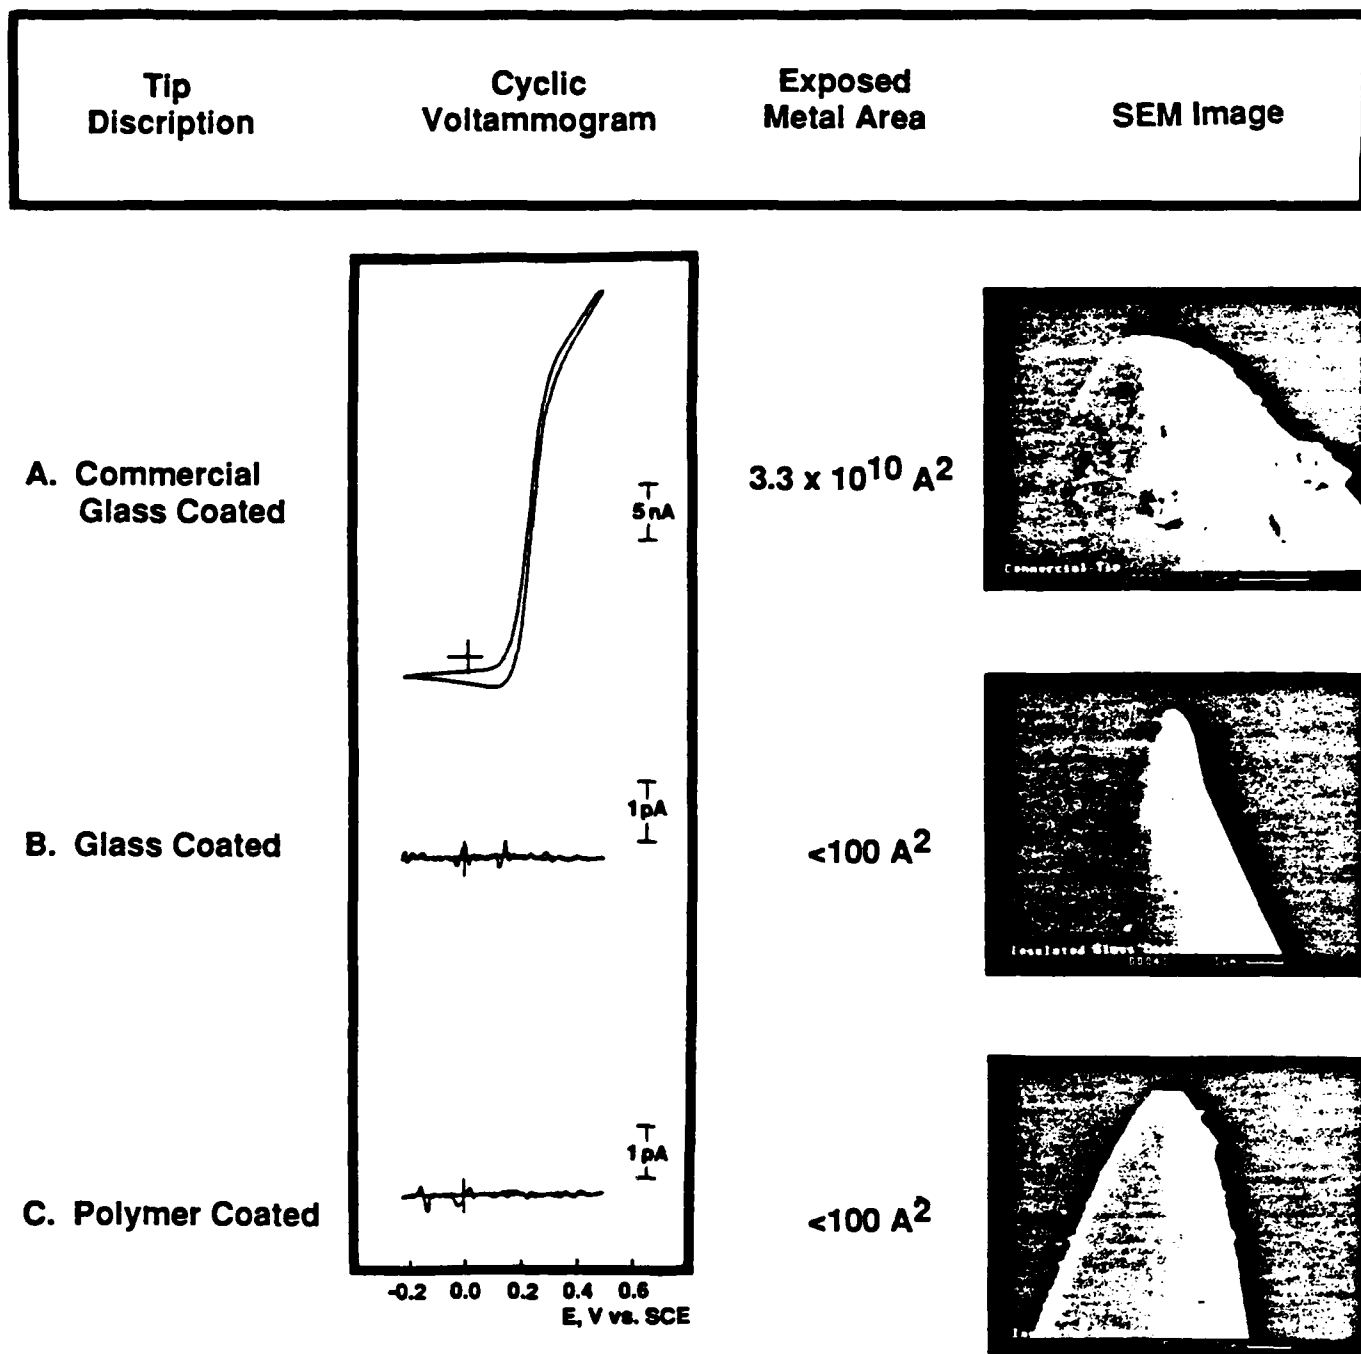 Tip
Discription
Cyclic
Voltammogram
Exposed
Metal Area
SEM Image
A. Commercial
Glass Coated
5 nA
3.3 x 10^10 A^2
Commercial Tip
B. Glass Coated
1 pA
<100 A^2
Insulated Glass
C. Polymer Coated
1 pA
<100 A^2
-0.2 0.0 0.2 0.4 0.6
E, V vs. SCE